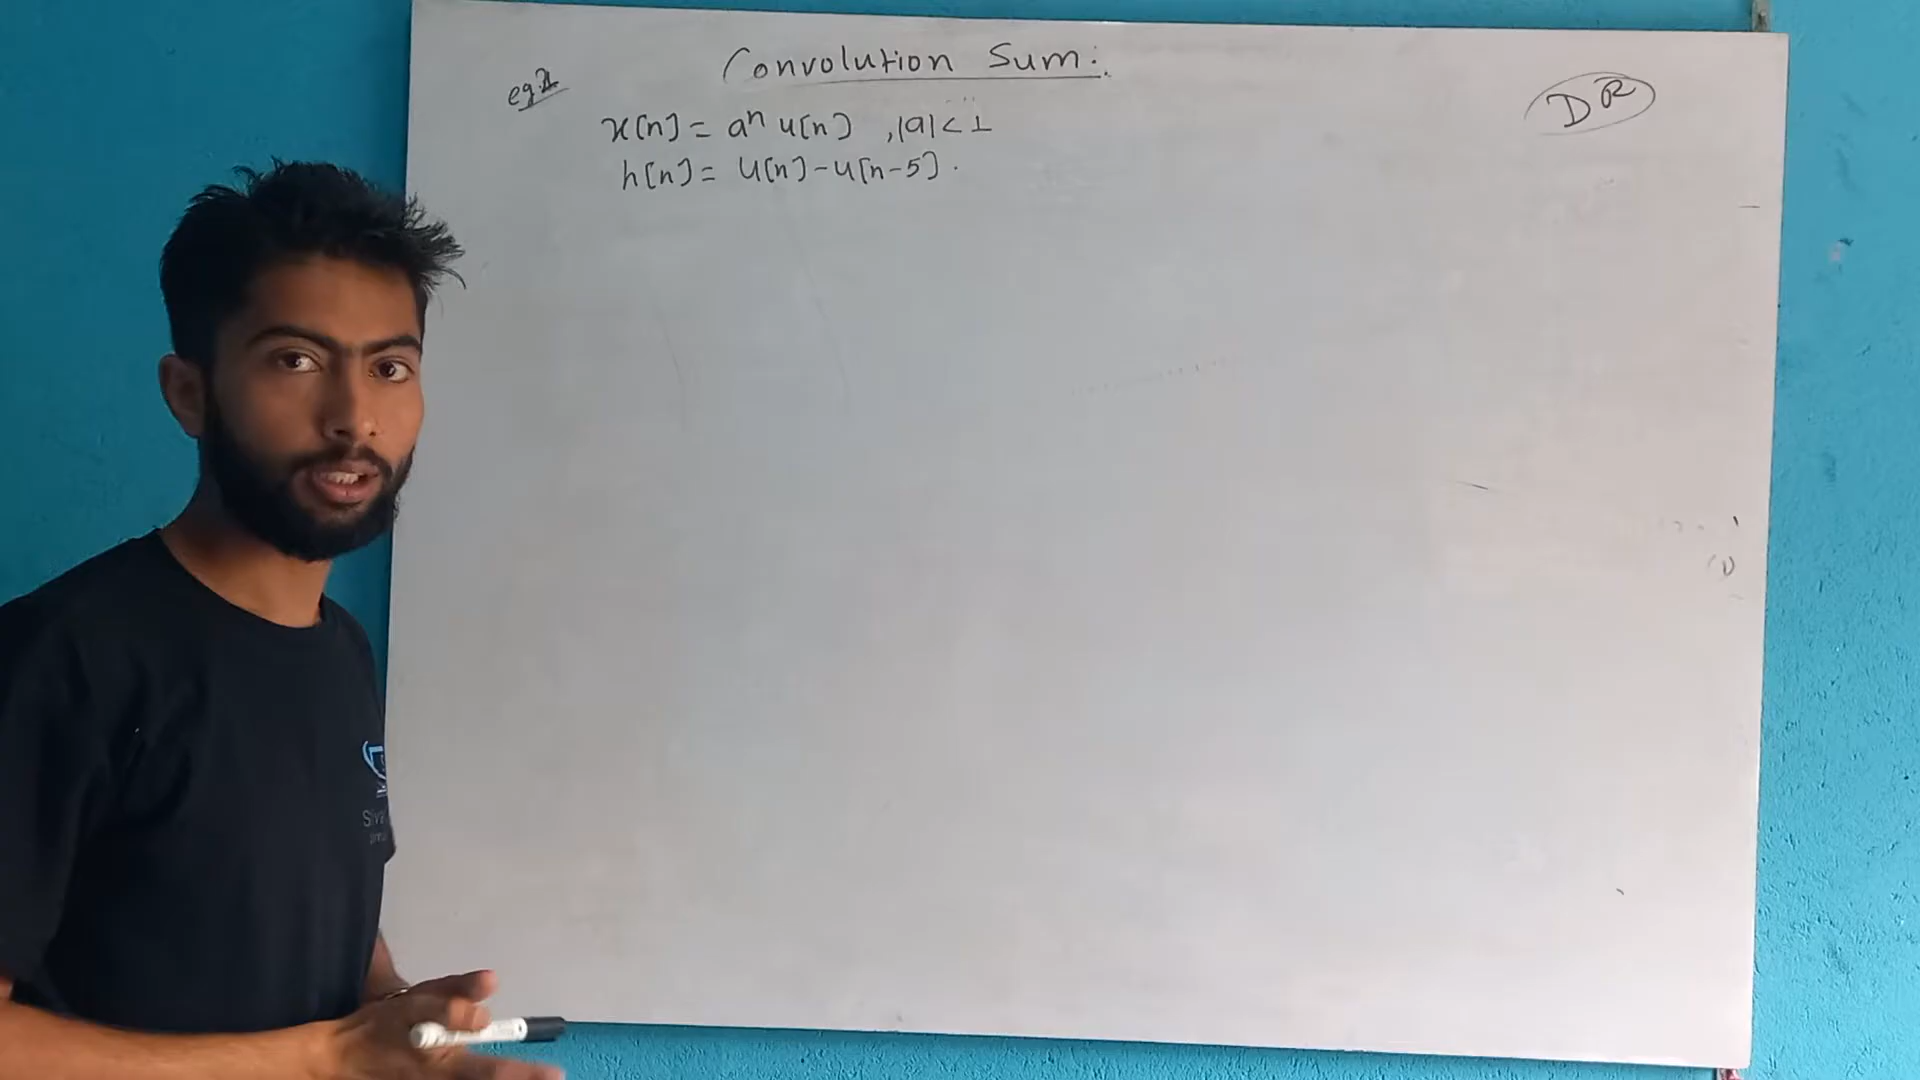 Convolution Sum:
eg:2
x[n] = aⁿ u[n] , |a| < 1
h[n] = u[n] - u[n-5] .
DR